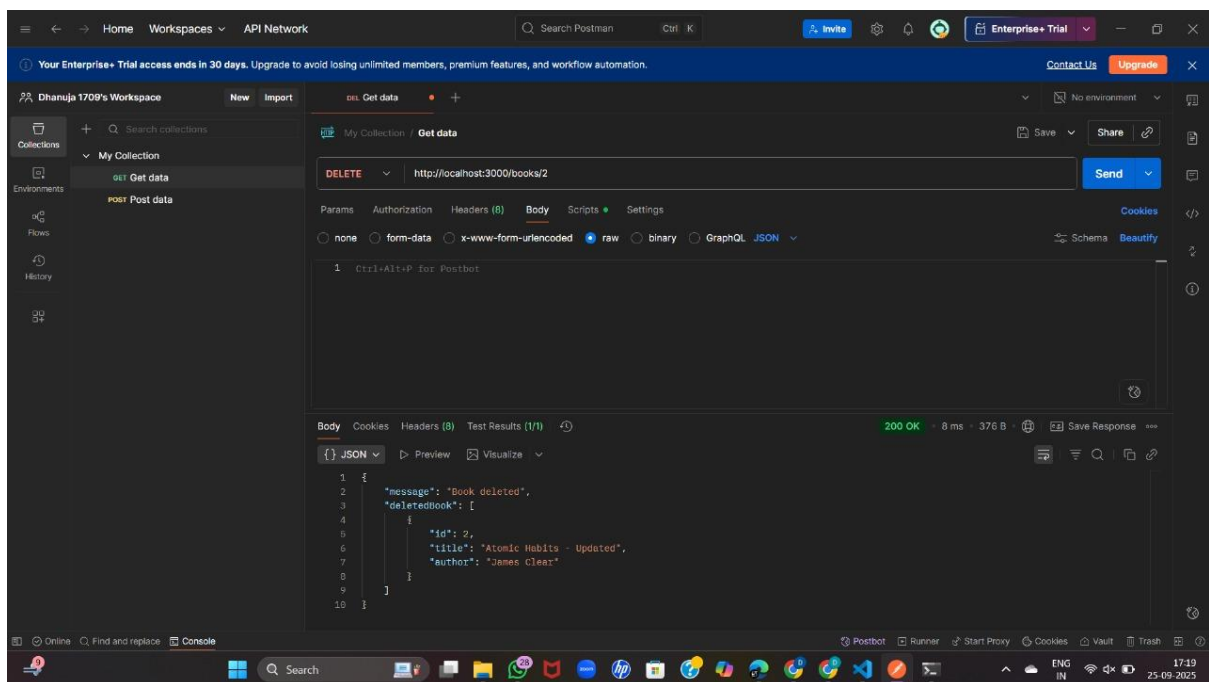 Home Workspaces API Network Search Postman Ctrl K Invite Enterprise+ Trial
Your Enterprise+ Trial access ends in 30 days. Upgrade to avoid losing unlimited members, premium features, and workflow automation. Contact Us Upgrade
Dhanuja 1709's Workspace New Import DEL Get data No environment
Collections Search collections HTTP My Collection / Get data Save Share
My Collection
GET Get data DELETE http://localhost:3000/books/2 Send
Environments
POST Post data
Params Authorization Headers (8) Body Scripts Settings Cookies
Flows
none form-data x-www-form-urlencoded raw binary GraphQL JSON Schema Beautify
History
1 Ctrl+Alt+P for Postbot
Body Cookies Headers (8) Test Results (1/1) 200 OK 8 ms 376 B Save Response
{} JSON Preview Visualize
1 {
2 "message": "Book deleted",
3 "deletedBook": [
4 {
5 "id": 2,
6 "title": "Atomic Habits - Updated",
7 "author": "James Clear"
8 }
9 ]
10 }
Online Find and replace Console Postbot Runner Start Proxy Cookies Vault Trash
9 Search 28 hp ENG 17:19
IN 25-09-2025